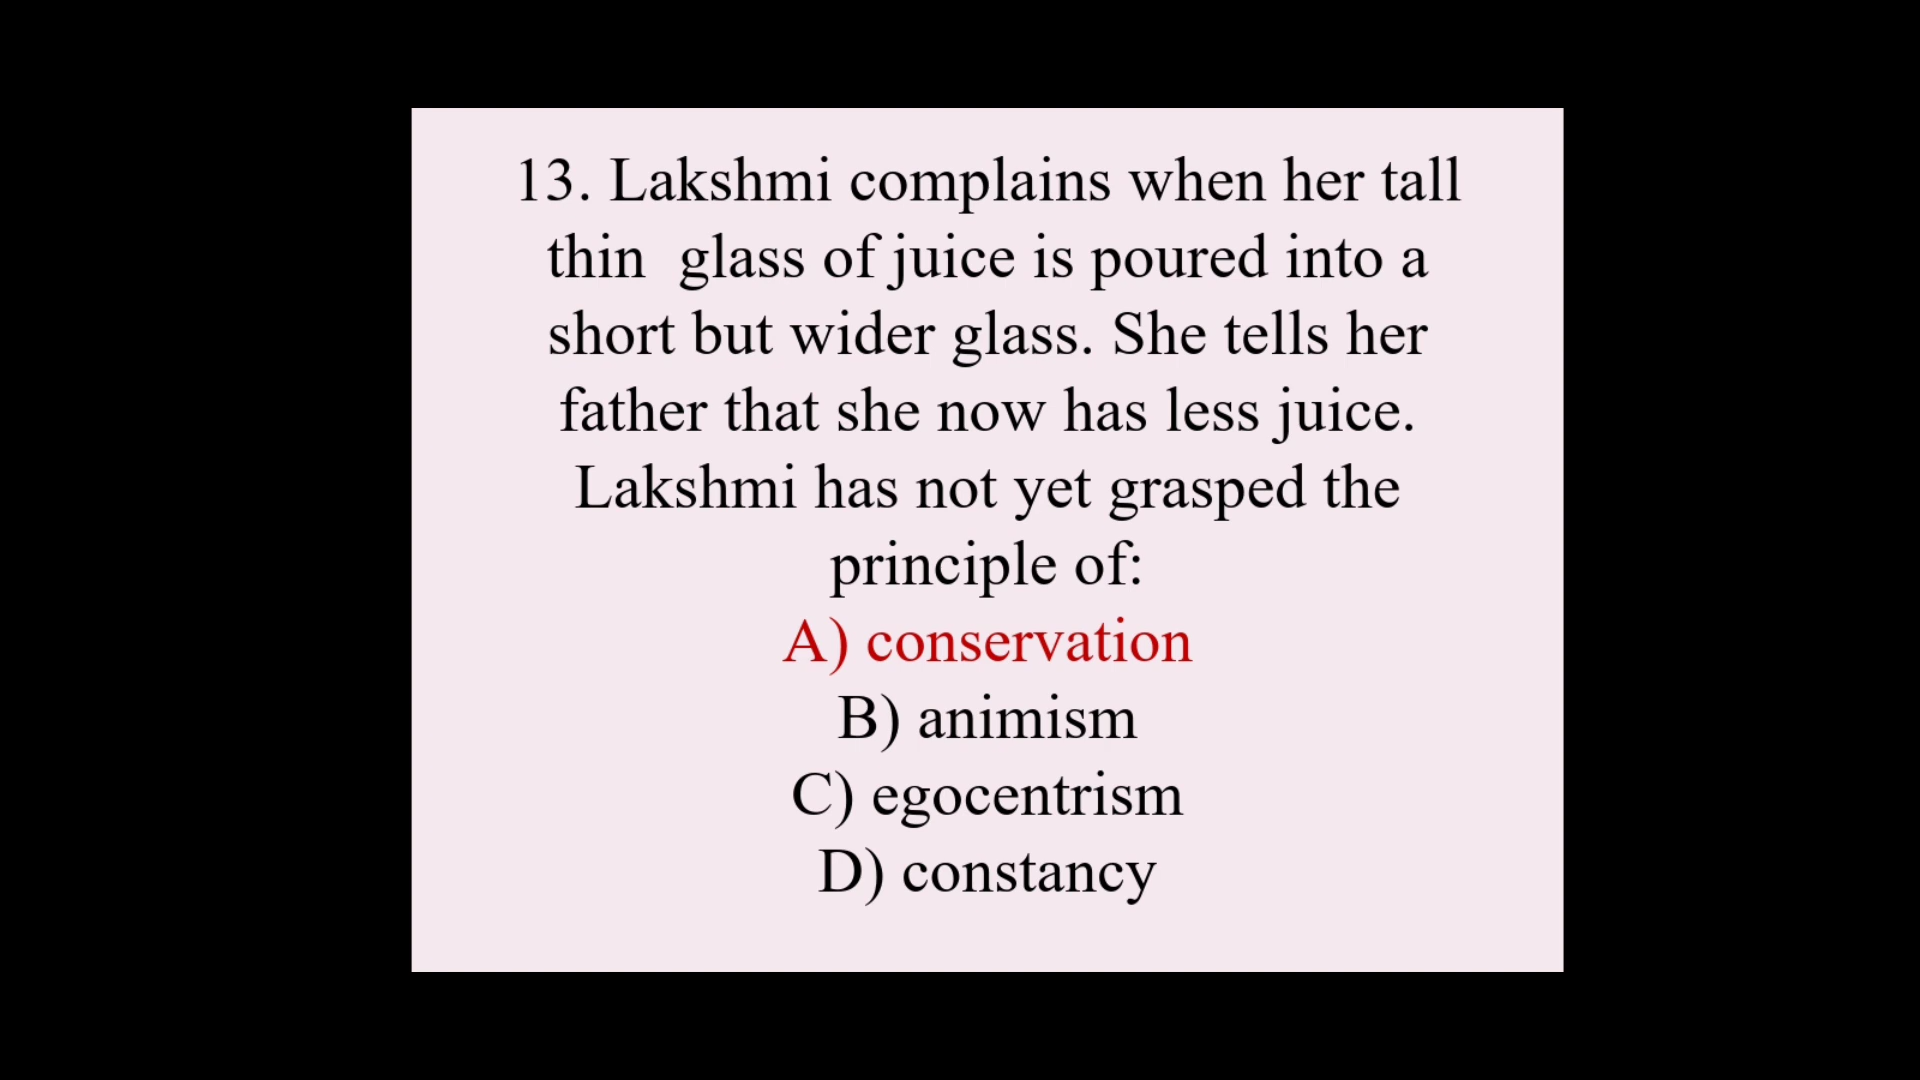 13. Lakshmi complains when her tall
thin  glass of juice is poured into a
short but wider glass. She tells her
father that she now has less juice.
Lakshmi has not yet grasped the
principle of:
A) conservation
B) animism
C) egocentrism
D) constancy